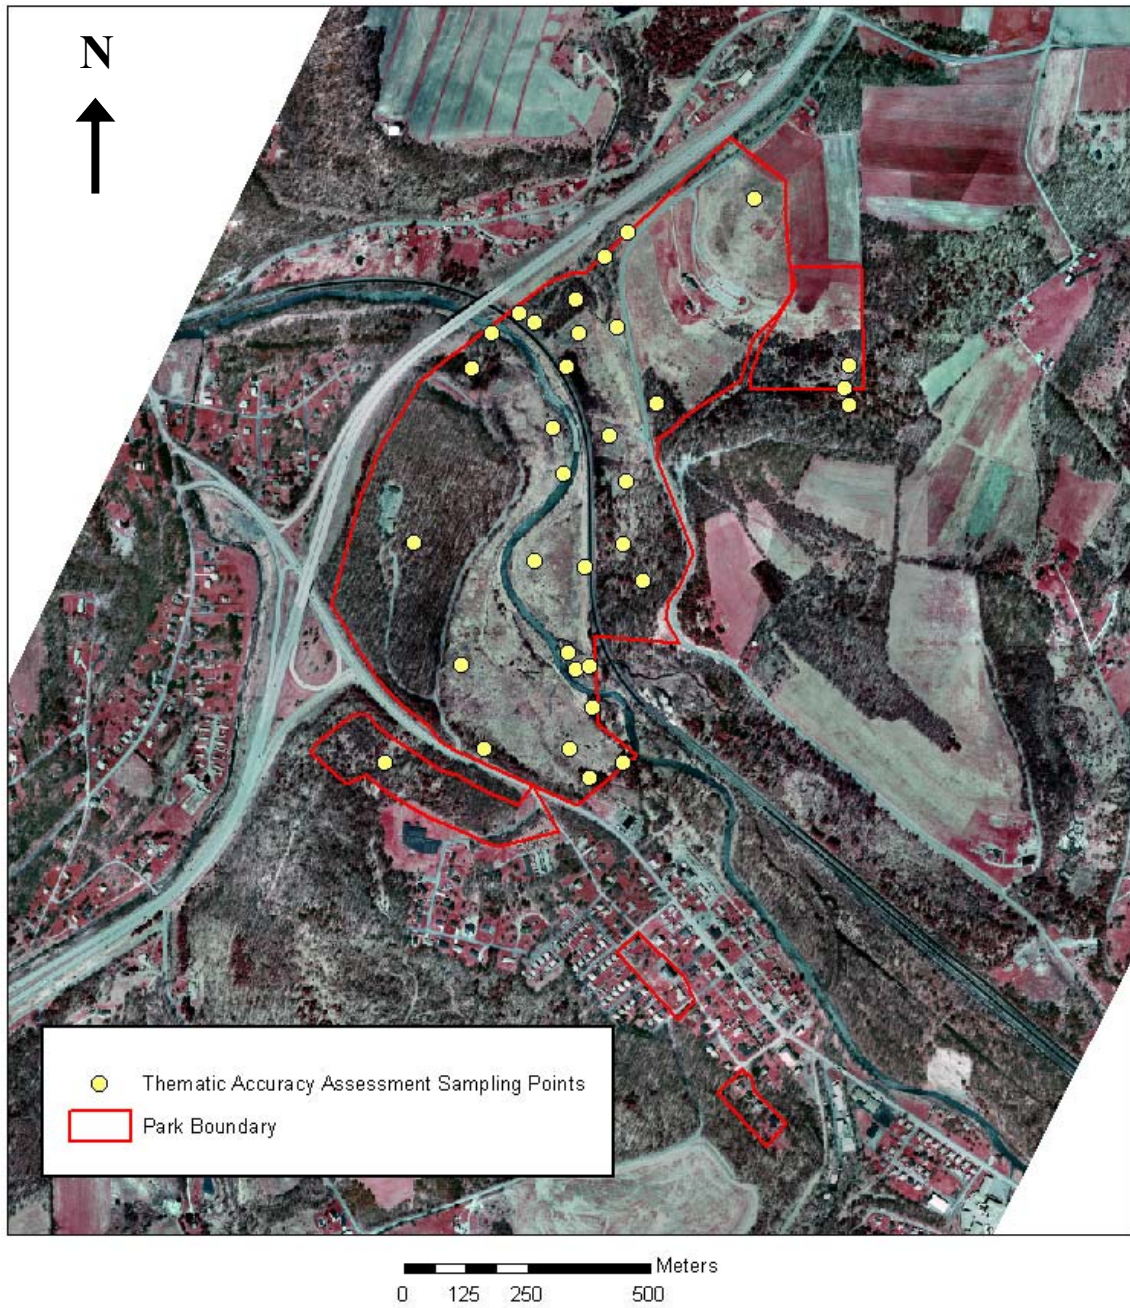 N
Thematic Accuracy Assessment Sampling Points
Park Boundary
Meters
0 125 250 500